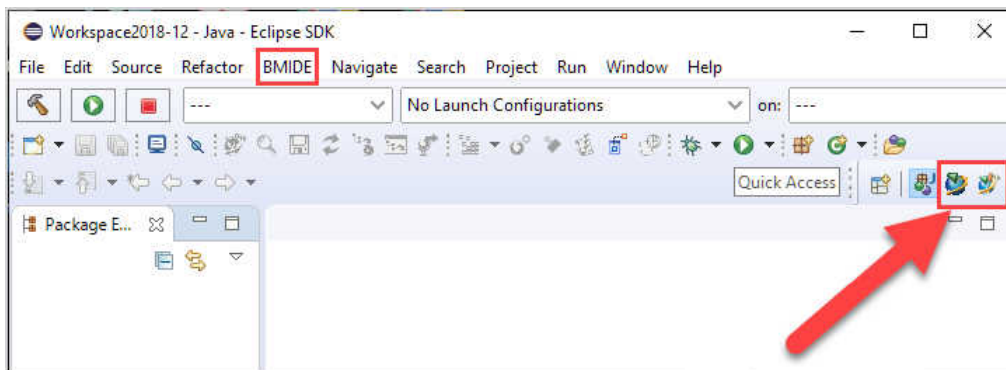 Workspace2018-12 - Java - Eclipse SDK
File Edit Source Refactor BMIDE Navigate Search Project Run Window Help
--- No Launch Configurations on: ---
Quick Access
Package E...